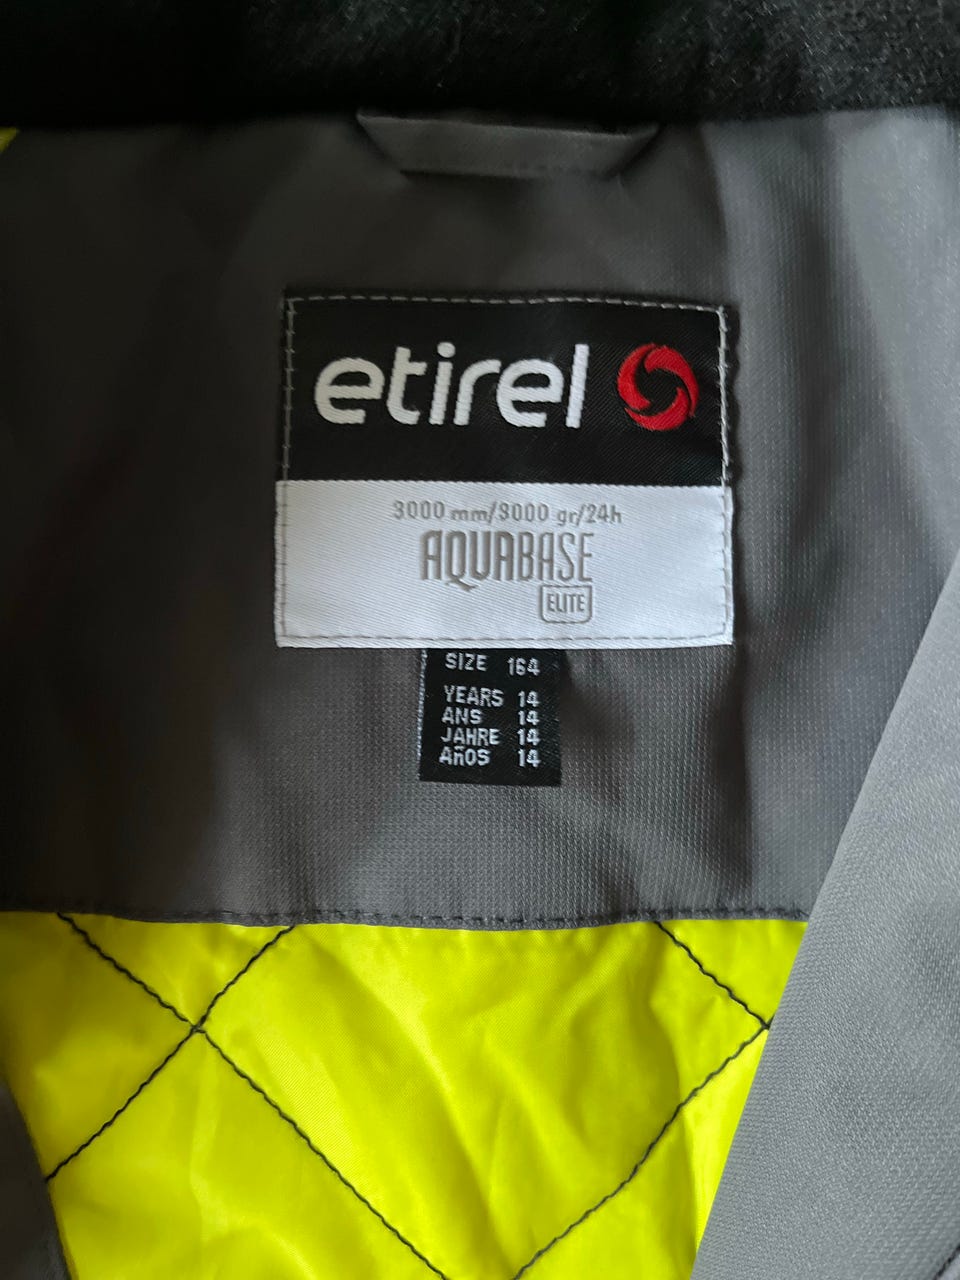 etirel
3000 mm/3000 gr/24h
AQUABASE
ELITE
SIZE 164
YEARS 14
ANS 14
JAHRE 14
AÑOS 14